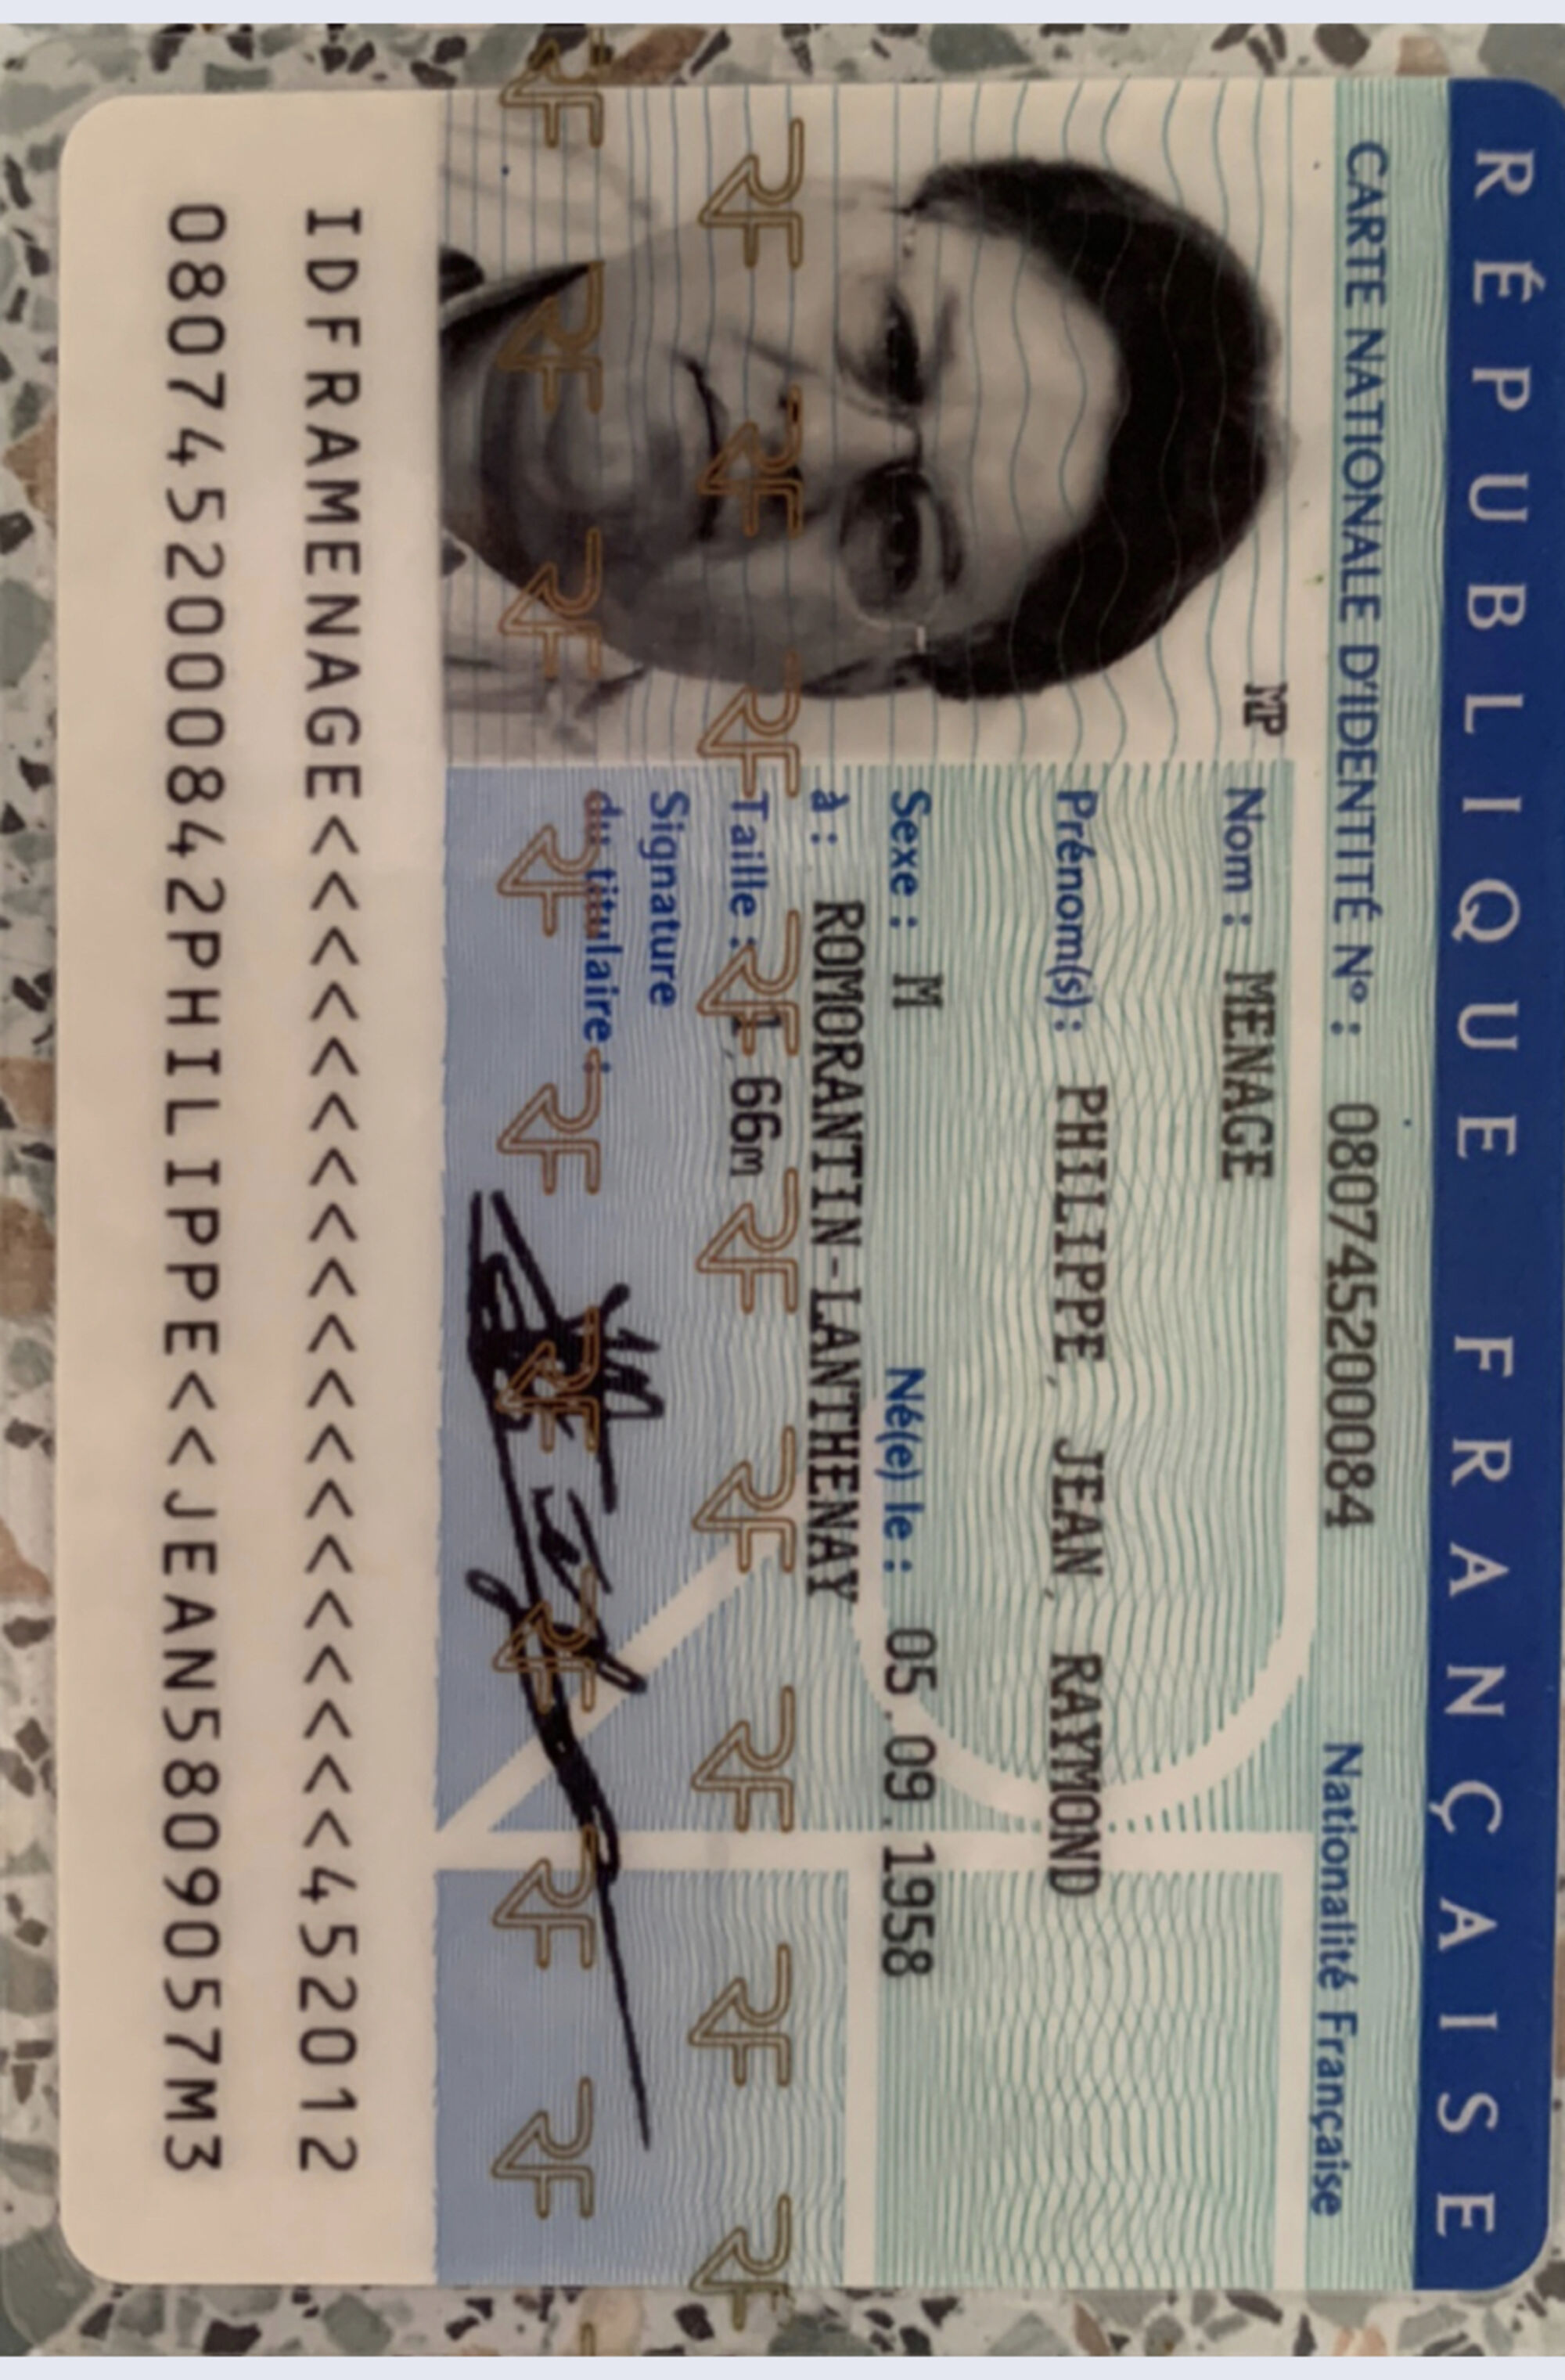 RÉPUBLIQUE FRANÇAISE
CARTE NATIONALE D'IDENTITÉ N° : 080745200084 Nationalité Française
MP
Nom : MENAGE
Prénom(s) : PHILIPPE, JEAN, RAYMOND
Sexe : M Né(e) le : 05.09.1958
à : ROMORANTIN-LANTHENAY
Taille : 1,66m
Signature
du titulaire :
IDFRAMENAGE<<<<<<<<<<<<<<<<<<<452012
0807452000842PHILIPPE<<JEAN5809057M3